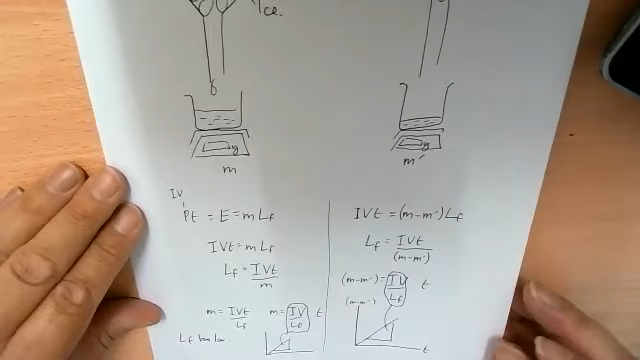 Ice.
g
m
g
m'
IV
Pt = E = mLf
IVt = mLf
Lf = IVt/m
m = IVt/Lf
m = IV/Lf t
IVt = (m-m')Lf
Lf = IVt/(m-m')
(m-m') = IV/Lf t
(m-m')
t